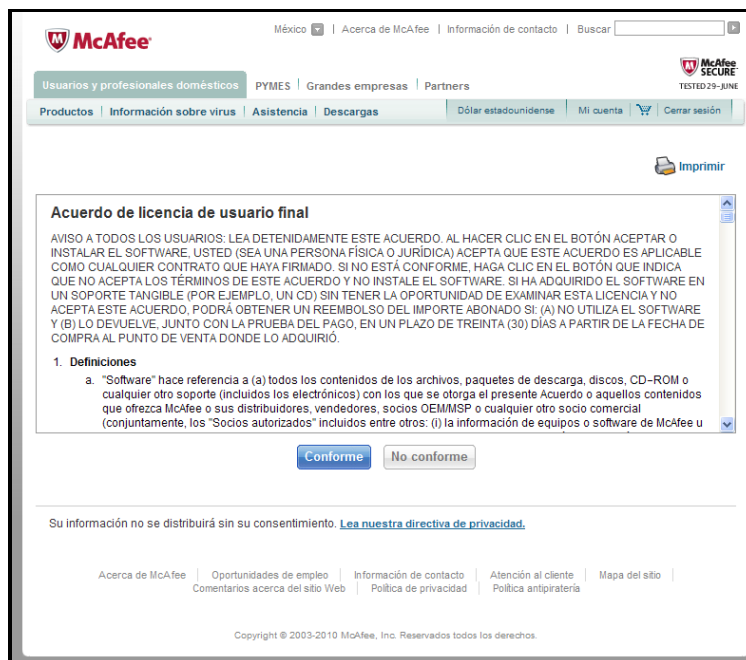 McAfee
México | Acerca de McAfee | Información de contacto | Buscar
McAfee SECURE
TESTED 29-JUNE
Usuarios y profesionales domésticos PYMES Grandes empresas Partners
Productos Información sobre virus Asistencia Descargas Dólar estadounidense Mi cuenta Cerrar sesión
Imprimir
Acuerdo de licencia de usuario final
AVISO A TODOS LOS USUARIOS: LEA DETENIDAMENTE ESTE ACUERDO. AL HACER CLIC EN EL BOTÓN ACEPTAR O
INSTALAR EL SOFTWARE, USTED (SEA UNA PERSONA FÍSICA O JURÍDICA) ACEPTA QUE ESTE ACUERDO ES APLICABLE
COMO CUALQUIER CONTRATO QUE HAYA FIRMADO. SI NO ESTÁ CONFORME, HAGA CLIC EN EL BOTÓN QUE INDICA
QUE NO ACEPTA LOS TÉRMINOS DE ESTE ACUERDO Y NO INSTALE EL SOFTWARE. SI HA ADQUIRIDO EL SOFTWARE EN
UN SOPORTE TANGIBLE (POR EJEMPLO, UN CD) SIN TENER LA OPORTUNIDAD DE EXAMINAR ESTA LICENCIA Y NO
ACEPTA ESTE ACUERDO, PODRÁ OBTENER UN REEMBOLSO DEL IMPORTE ABONADO SI: (A) NO UTILIZA EL SOFTWARE
Y (B) LO DEVUELVE, JUNTO CON LA PRUEBA DEL PAGO, EN UN PLAZO DE TREINTA (30) DÍAS A PARTIR DE LA FECHA DE
COMPRA AL PUNTO DE VENTA DONDE LO ADQUIRIÓ.
1. Definiciones
a. "Software" hace referencia a (a) todos los contenidos de los archivos, paquetes de descarga, discos, CD-ROM o
cualquier otro soporte (incluidos los electrónicos) con los que se otorga el presente Acuerdo o aquellos contenidos
que ofrezca McAfee o sus distribuidores, vendedores, socios OEM/MSP o cualquier otro socio comercial
(conjuntamente, los "Socios autorizados" incluidos entre otros: (i) la información de equipos o software de McAfee u
Conforme No conforme
Su información no se distribuirá sin su consentimiento. Lea nuestra directiva de privacidad.
Acerca de McAfee | Oportunidades de empleo | Información de contacto | Atención al cliente | Mapa del sitio |
Comentarios acerca del sitio Web | Política de privacidad | Política antipiratería
Copyright © 2003-2010 McAfee, Inc. Reservados todos los derechos.